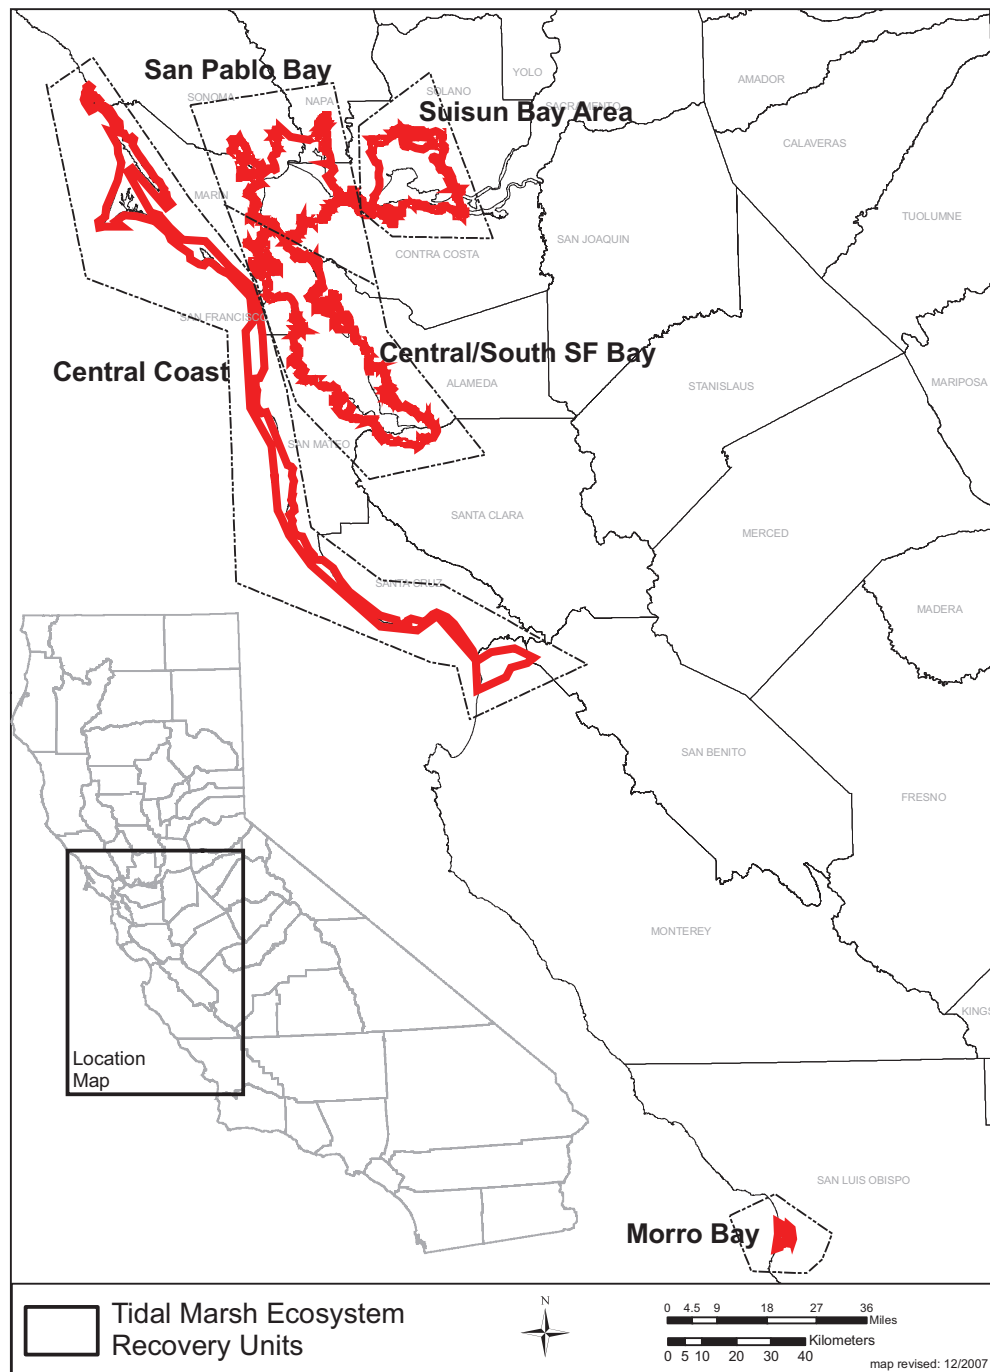 YOLO
AMADOR
San Pablo Bay
SOLANO
SONOMA
NAPA
SACRAMENTO
Suisun Bay Area
CALAVERAS
MARIN
TUOLUMNE
SAN JOAQUIN
CONTRA COSTA
SAN FRANCISCO
Central/South SF Bay
Central Coast
ALAMEDA
STANISLAUS
MARIPOSA
SAN MATEO
SANTA CLARA
MERCED
SANTA CRUZ
MADERA
SAN BENITO
FRESNO
MONTEREY
KINGS
Location
Map
SAN LUIS OBISPO
Morro Bay
Tidal Marsh Ecosystem
Recovery Units
N
0 4.5 9 18 27 36
Miles
Kilometers
0 5 10 20 30 40
map revised: 12/2007